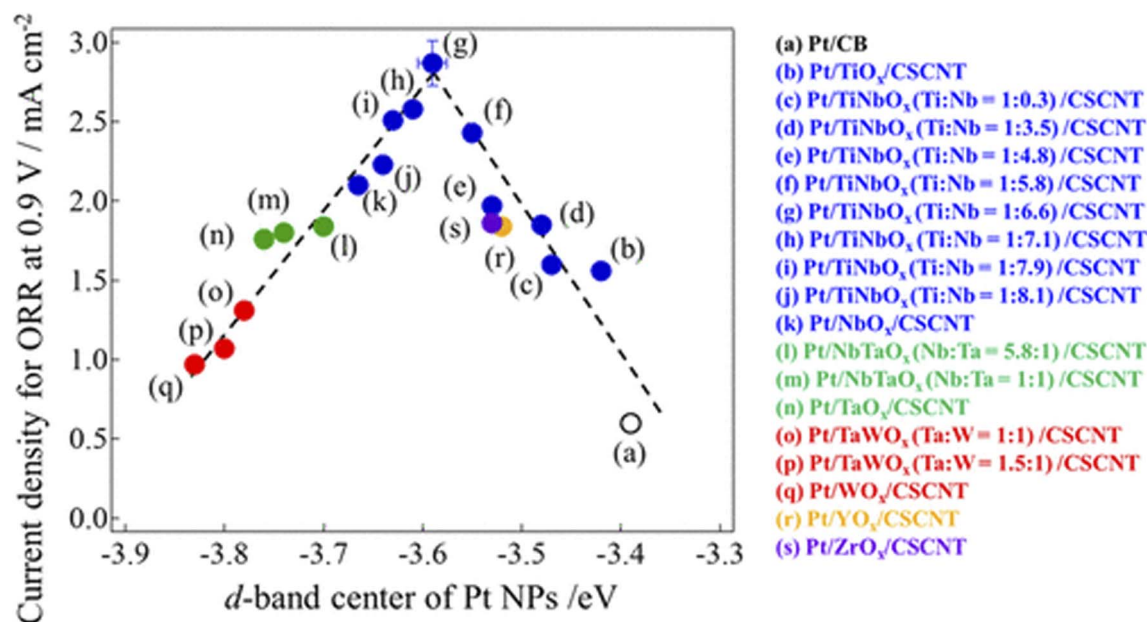 Current density for ORR at 0.9 V / mA cm⁻²
3.0
2.5
2.0
1.5
1.0
0.5
0.0
(g)
(h)
(i)
(f)
(j)
(k)
(e)
(d)
(m)
(n)
(s)
(l)
(r)
(b)
(c)
(o)
(p)
(q)
(a)
-3.9 -3.8 -3.7 -3.6 -3.5 -3.4 -3.3
d-band center of Pt NPs /eV
(a) Pt/CB
(b) Pt/TiOₓ/CSCNT
(c) Pt/TiNbOₓ(Ti:Nb = 1:0.3) /CSCNT
(d) Pt/TiNbOₓ(Ti:Nb = 1:3.5) /CSCNT
(e) Pt/TiNbOₓ(Ti:Nb = 1:4.8) /CSCNT
(f) Pt/TiNbOₓ(Ti:Nb = 1:5.8) /CSCNT
(g) Pt/TiNbOₓ(Ti:Nb = 1:6.6) /CSCNT
(h) Pt/TiNbOₓ(Ti:Nb = 1:7.1) /CSCNT
(i) Pt/TiNbOₓ(Ti:Nb = 1:7.9) /CSCNT
(j) Pt/TiNbOₓ(Ti:Nb = 1:8.1) /CSCNT
(k) Pt/NbOₓ/CSCNT
(l) Pt/NbTaOₓ(Nb:Ta = 5.8:1) /CSCNT
(m) Pt/NbTaOₓ(Nb:Ta = 1:1) /CSCNT
(n) Pt/TaOₓ/CSCNT
(o) Pt/TaWOₓ(Ta:W = 1:1) /CSCNT
(p) Pt/TaWOₓ(Ta:W = 1.5:1) /CSCNT
(q) Pt/WOₓ/CSCNT
(r) Pt/YOₓ/CSCNT
(s) Pt/ZrOₓ/CSCNT